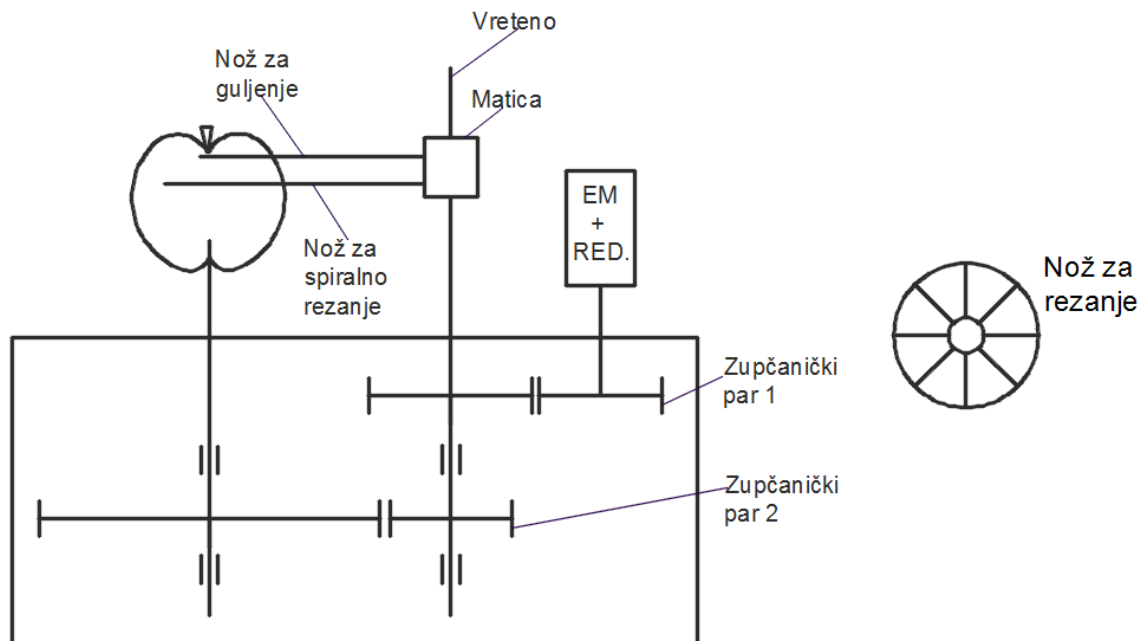 Vreteno
Nož za
guljenje
Matica
EM
+
RED.
Nož za
spiralno
rezanje
Nož za
rezanje
Zupčanički
par 1
Zupčanički
par 2